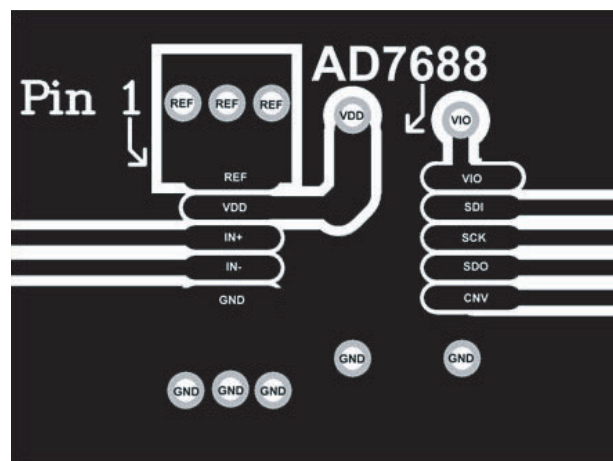 AD7688
Pin 1
REF REF REF
VDD
VIO
REF
VDD
IN+
IN-
GND
VIO
SDI
SCK
SDO
CNV
GND
GND
GND GND GND